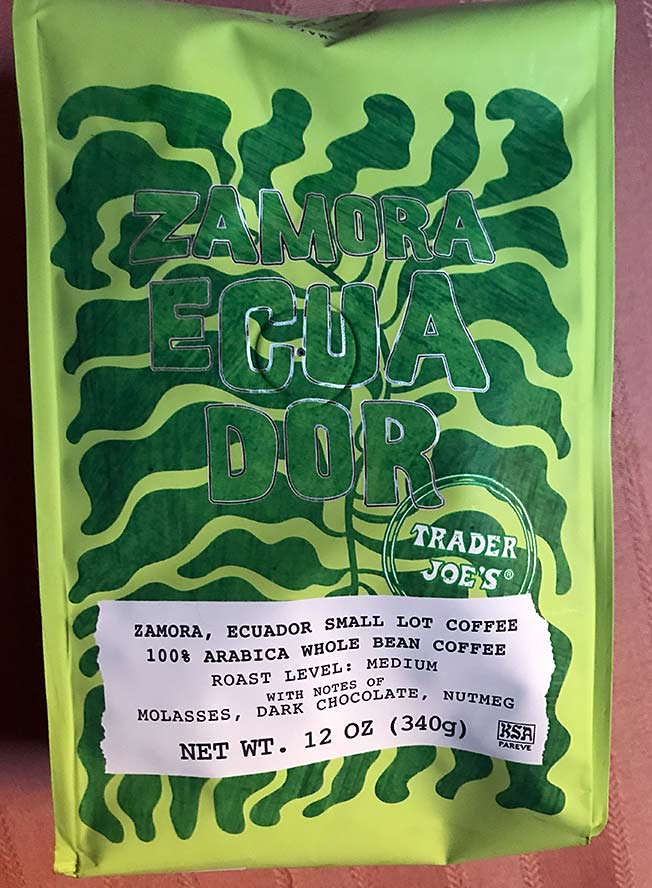 ZAMORA
ECUA
DOR
TRADER
JOE'S®
ZAMORA, ECUADOR SMALL LOT COFFEE
100% ARABICA WHOLE BEAN COFFEE
ROAST LEVEL: MEDIUM
WITH NOTES OF
MOLASSES, DARK CHOCOLATE, NUTMEG
NET WT. 12 OZ (340g)
KSA
PAREVE